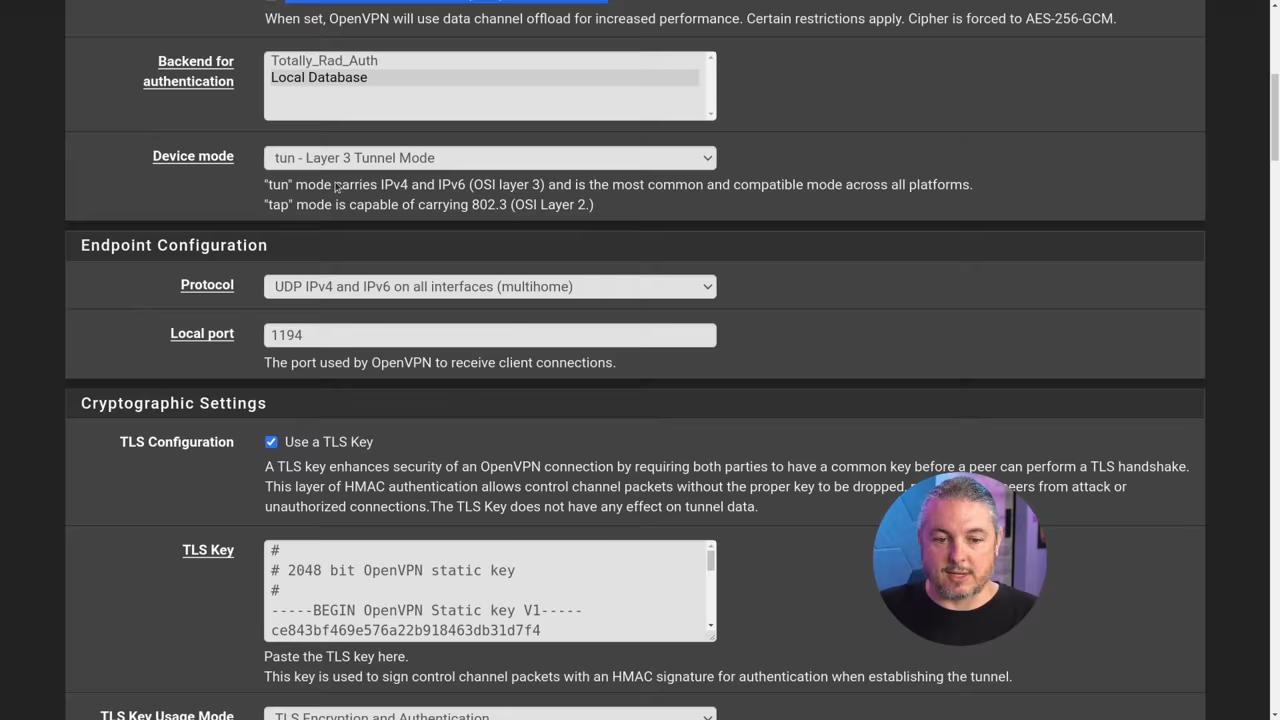 When set, OpenVPN will use data channel offload for increased performance. Certain restrictions apply. Cipher is forced to AES-256-GCM.
Backend for
authentication
Totally_Rad_Auth
Local Database
Device mode
tun - Layer 3 Tunnel Mode
"tun" mode carries IPv4 and IPv6 (OSI layer 3) and is the most common and compatible mode across all platforms.
"tap" mode is capable of carrying 802.3 (OSI Layer 2.)
Endpoint Configuration
Protocol
UDP IPv4 and IPv6 on all interfaces (multihome)
Local port
1194
The port used by OpenVPN to receive client connections.
Cryptographic Settings
TLS Configuration
Use a TLS Key
A TLS key enhances security of an OpenVPN connection by requiring both parties to have a common key before a peer can perform a TLS handshake.
This layer of HMAC authentication allows control channel packets without the proper key to be dropped, peers from attack or
unauthorized connections.The TLS Key does not have any effect on tunnel data.
TLS Key
#
# 2048 bit OpenVPN static key
#
-----BEGIN OpenVPN Static key V1-----
ce843bf469e576a22b918463db31d7f4
Paste the TLS key here.
This key is used to sign control channel packets with an HMAC signature for authentication when establishing the tunnel.
TLS Key Usage Mode
TLS Encryption and Authentication